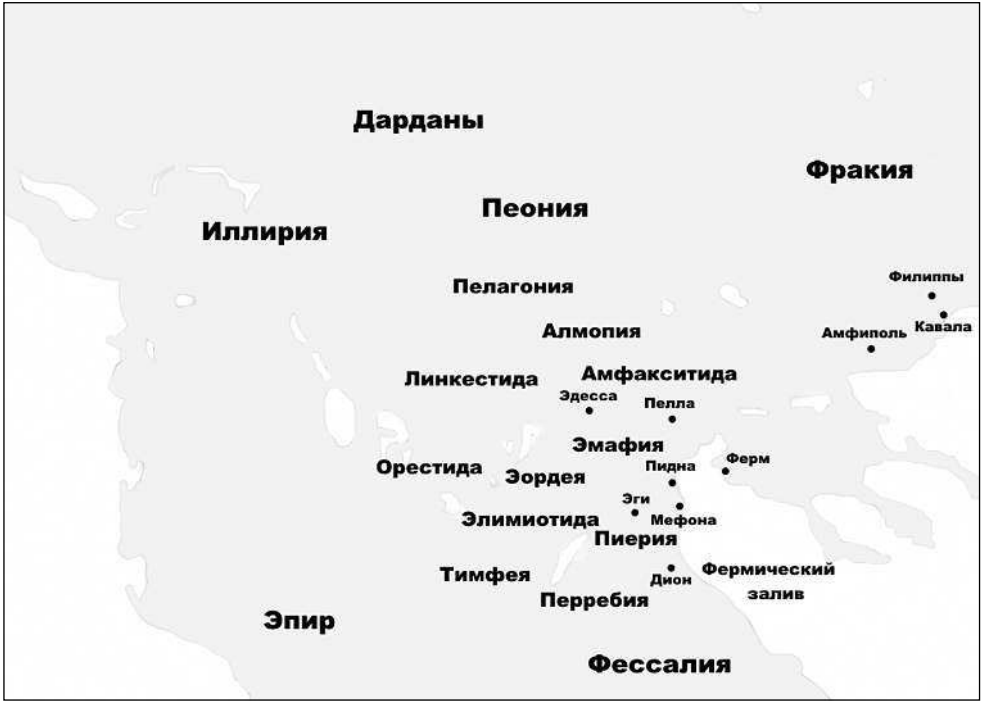 Дарданы
Фракия
Пеония
Иллирия
Филиппы
Пелагония
Кавала
Амфиполь
Алмопия
Амфакситида
Линкестида
Эдесса
Пелла
Эмафия
Ферм
Пидна
Орестида
Эордея
Эги
Мефона
Элимиотида
Пиерия
Фермический
залив
Тимфея
Дион
Перребия
Эпир
Фессалия